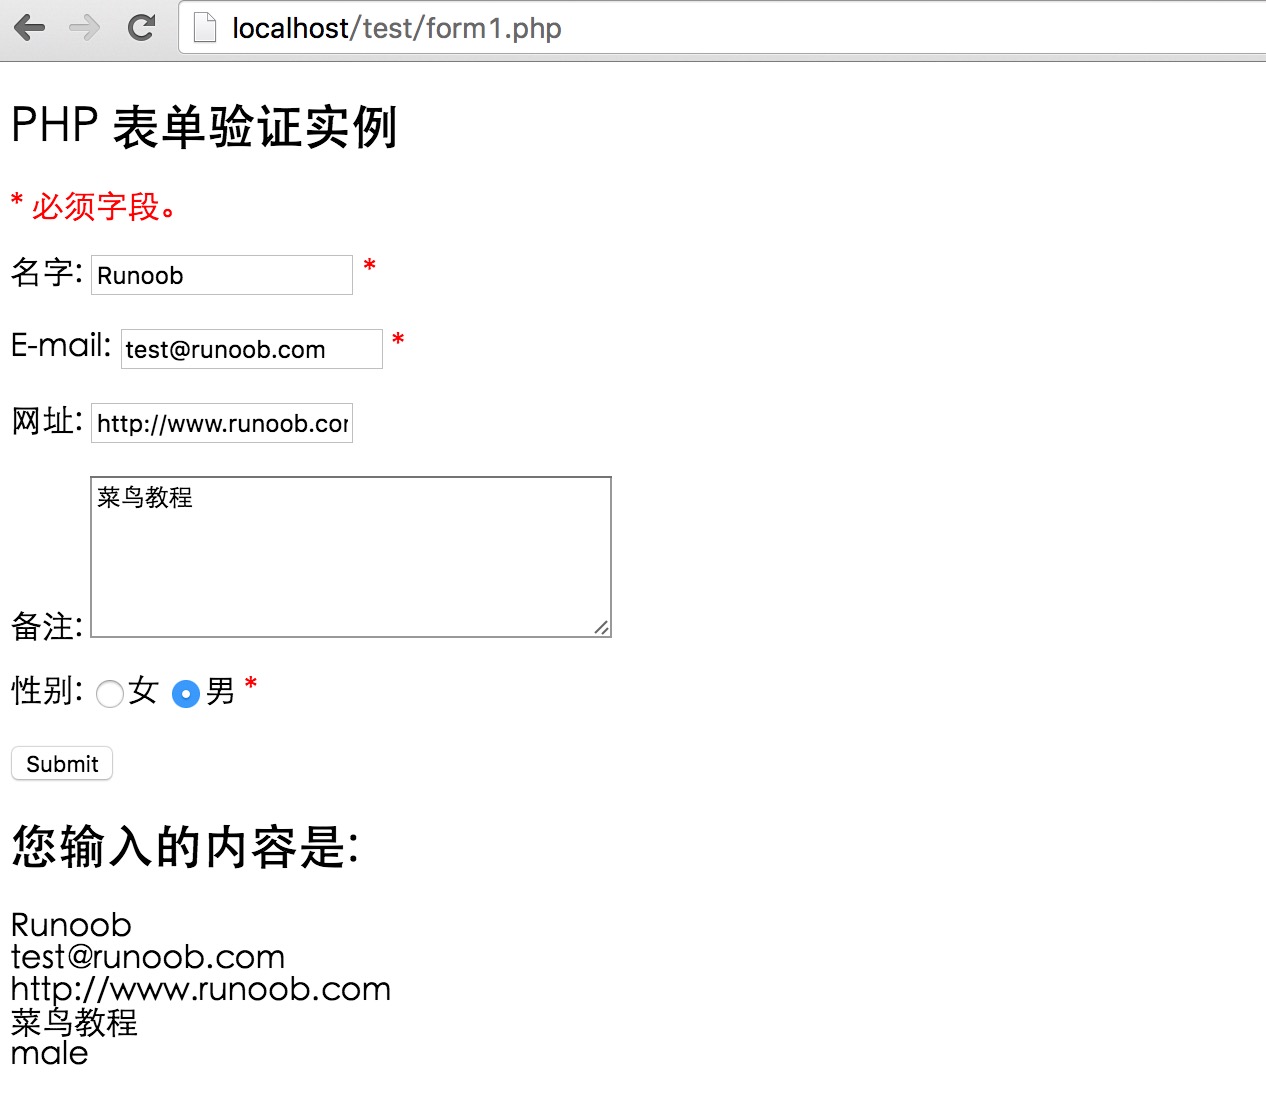 localhost/test/form1.php
PHP 表单验证实例
* 必须字段。
名字: Runoob *
E-mail: test@runoob.com *
网址: http://www.runoob.com
菜鸟教程
备注:
性别: 女 男 *
Submit
您输入的内容是:
Runoob
test@runoob.com
http://www.runoob.com
菜鸟教程
male